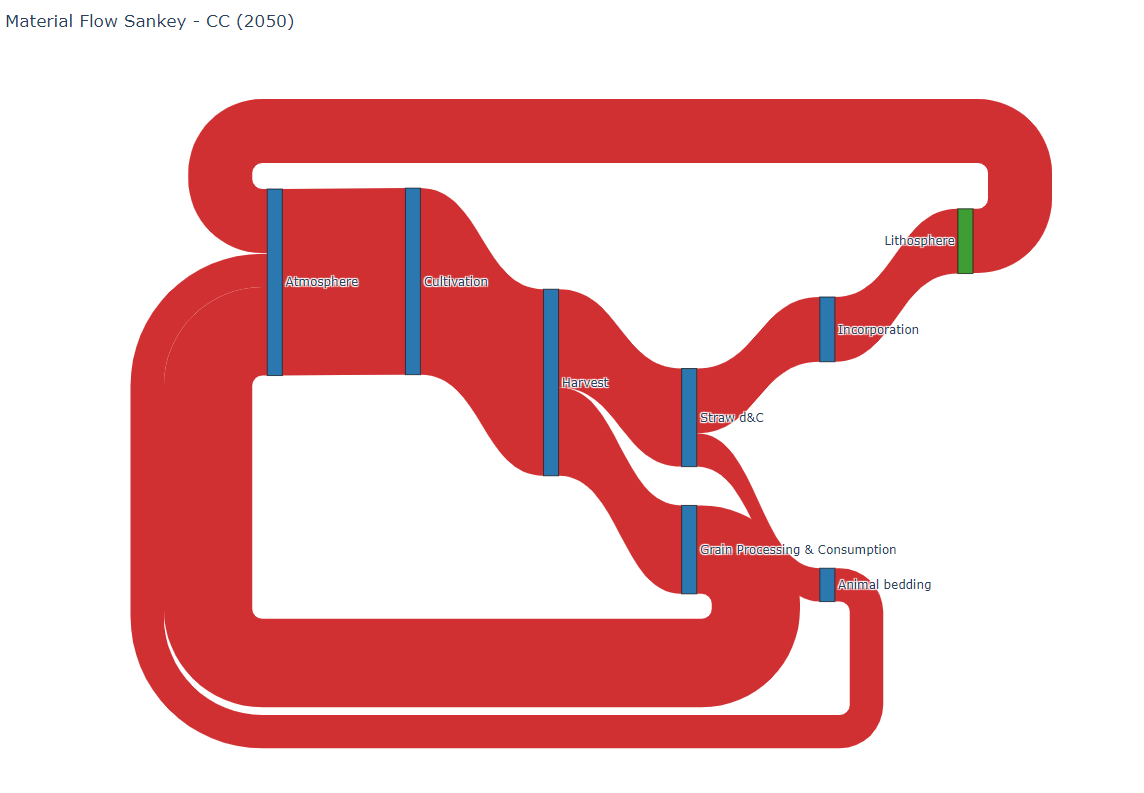 Material Flow Sankey - CC (2050)
Lithosphere
Atmosphere
Cultivation
Incorporation
Harvest
Straw d&C
Grain Processing & Consumption
Animal bedding